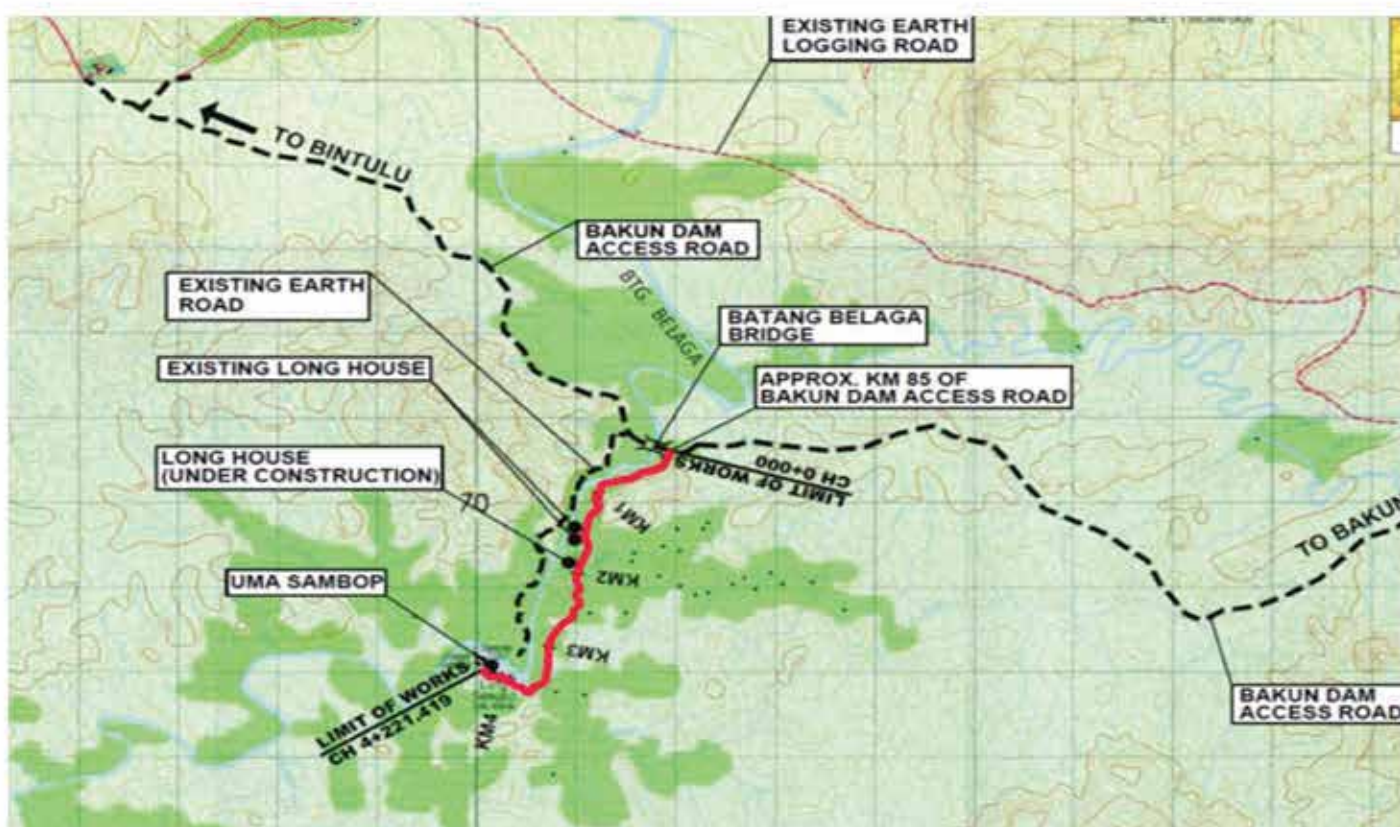 EXISTING EARTH
LOGGING ROAD
TO BINTULU
BAKUN DAM
ACCESS ROAD
EXISTING EARTH
ROAD
BTG. BELAGA
BATANG BELAGA
BRIDGE
EXISTING LONG HOUSE
APPROX. KM 85 OF
BAKUN DAM ACCESS ROAD
LONG HOUSE
(UNDER CONSTRUCTION)
LIMIT OF WORKS
CH 0+000
70
KM1
TO BAKUN
UMA SAMBOP
KM2
KM3
LIMIT OF WORKS
CH 4+221.419
KM4
BAKUN DAM
ACCESS ROAD